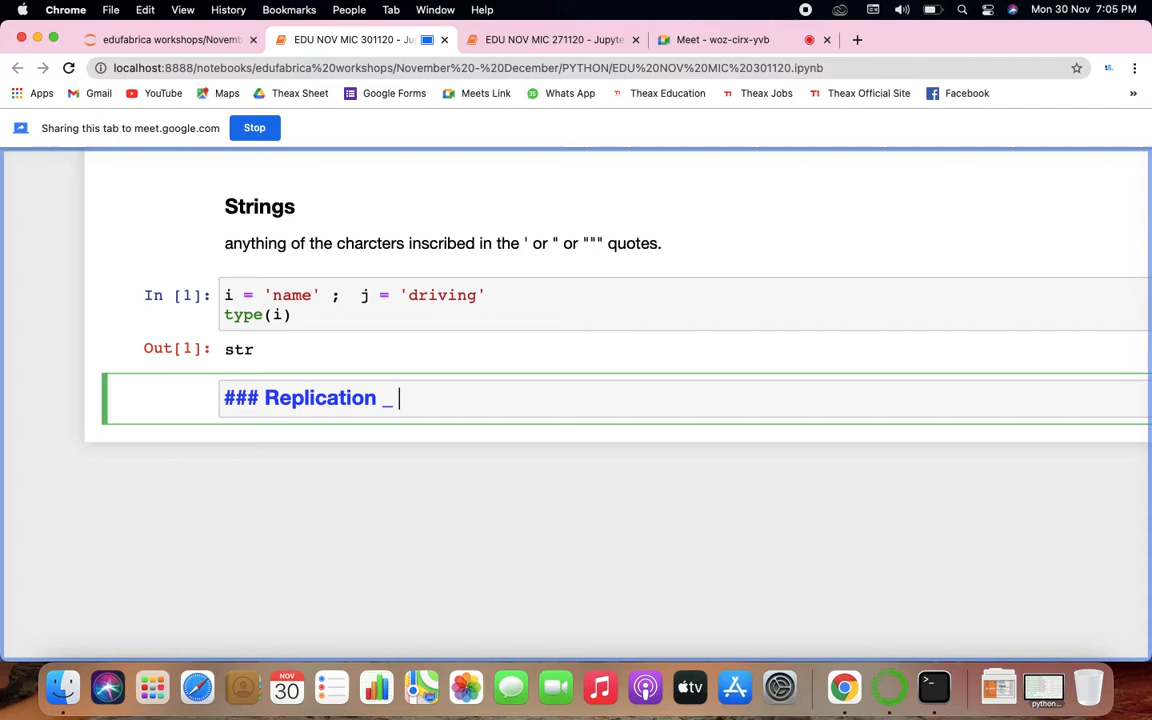 Chrome File Edit View History Bookmarks People Tab Window Help Mon 30 Nov 7:05 PM
edufabrica workshops/Novemb EDU NOV MIC 301120 - Ju EDU NOV MIC 271120 - Jupyte Meet - woz-cirx-yvb
localhost:8888/notebooks/edufabrica%20workshops/November%20-%20December/PYTHON/EDU%20NOV%20MIC%20301120.ipynb
Apps Gmail YouTube Maps Theax Sheet Google Forms Meets Link Whats App Theax Education Theax Jobs Theax Official Site Facebook »
Sharing this tab to meet.google.com Stop
Strings
anything of the charcters inscribed in the ' or " or """ quotes.
In [1]: i = 'name' ; j = 'driving'
type(i)
Out[1]: str
### Replication _
NOV
30
tv
python...